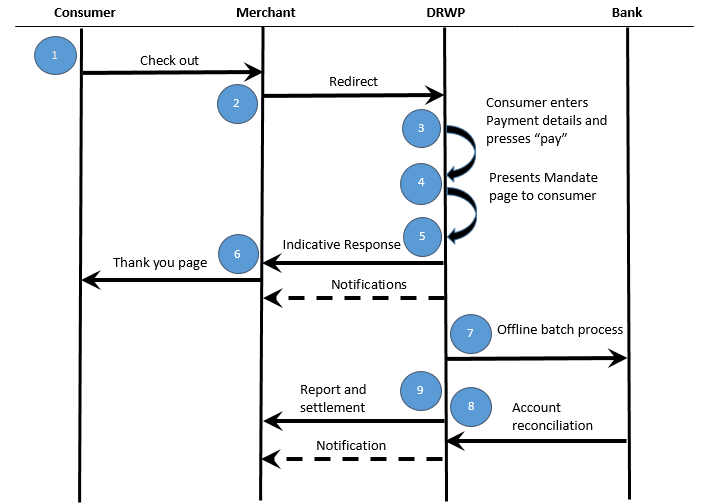 Consumer
Merchant
DRWP
Bank
1
Check out
2
Redirect
3
Consumer enters
Payment details and
presses “pay”
4
Presents Mandate
page to consumer
5
Indicative Response
6
Thank you page
Notifications
7
Offline batch process
9
Report and
settlement
8
Account
reconciliation
Notification